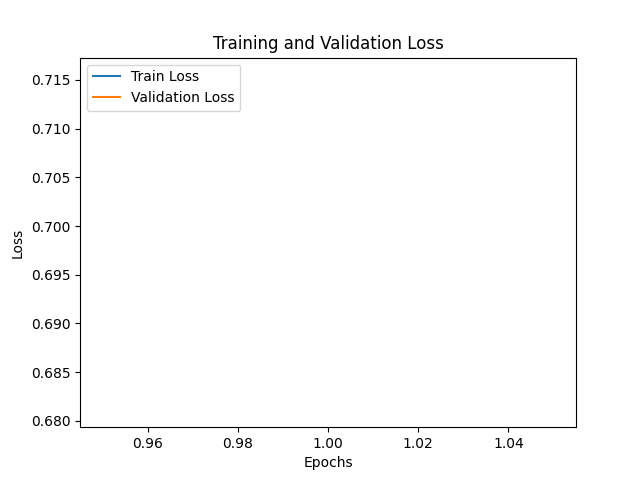 Training and Validation Loss
Train Loss
Validation Loss
0.715
0.710
0.705
0.700
0.695
0.690
0.685
0.680
Loss
0.96 0.98 1.00 1.02 1.04
Epochs